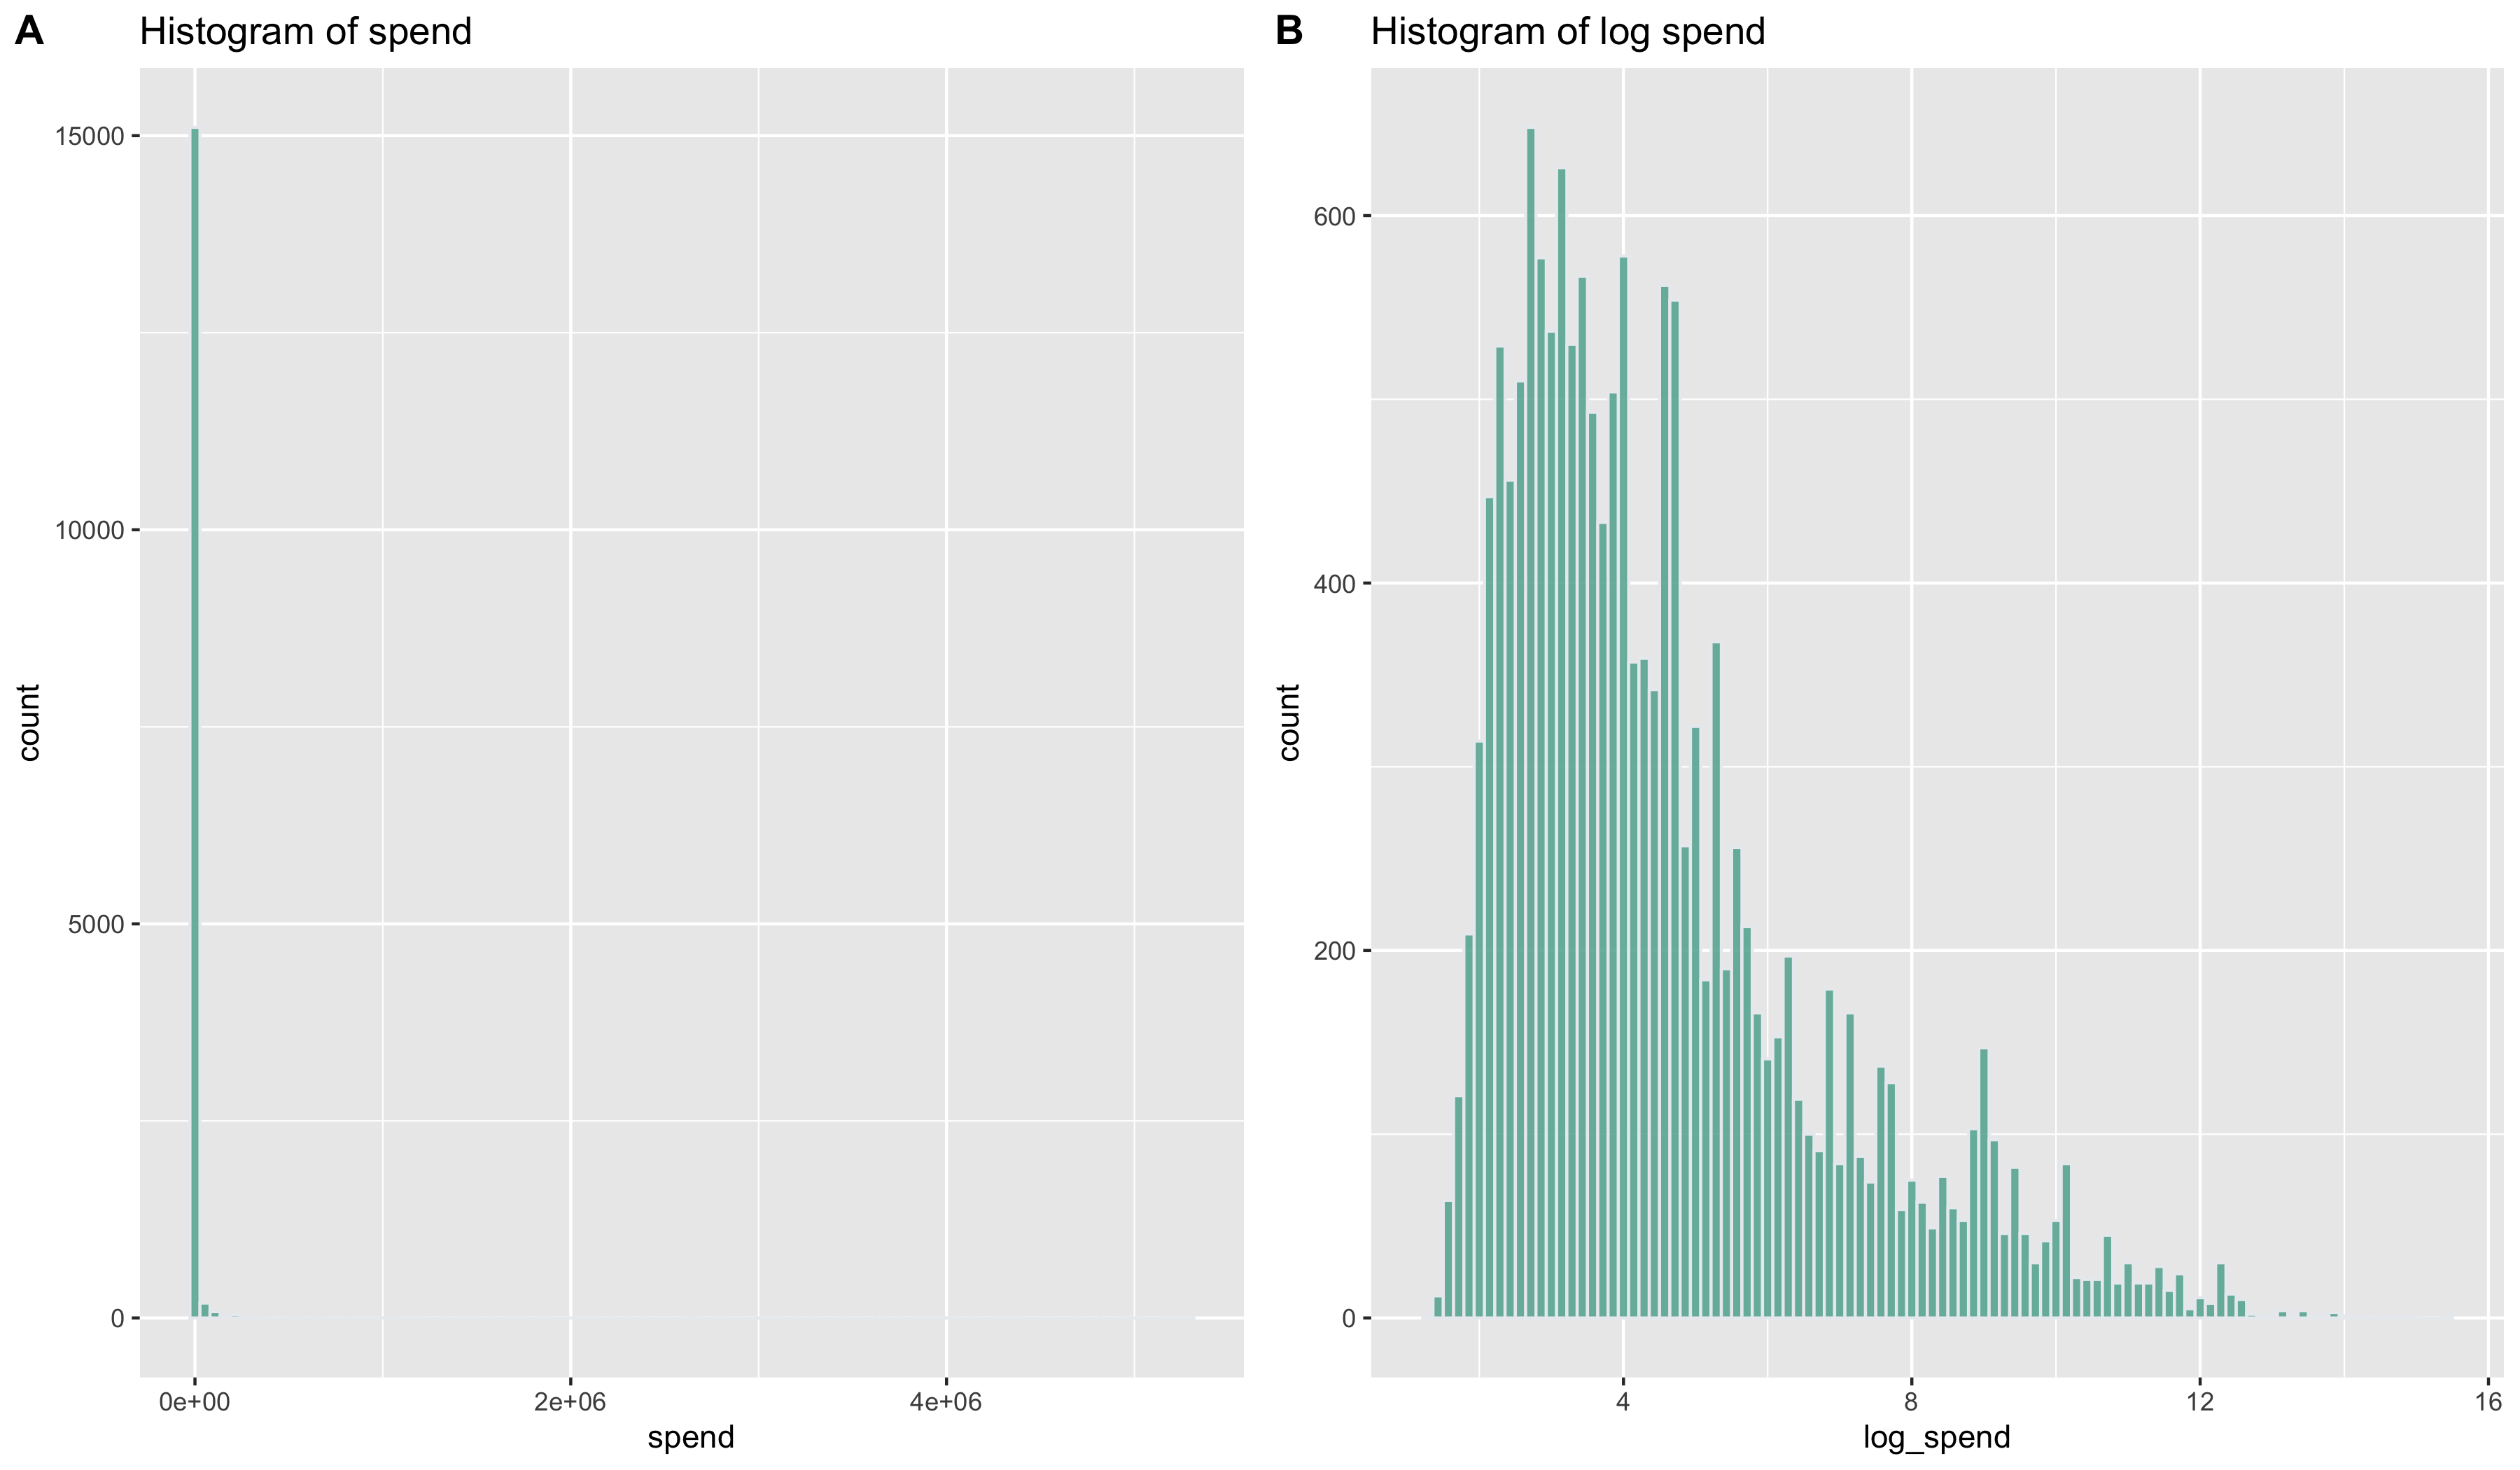 A Histogram of spend
15000
10000
5000
0
count
0e+00 2e+06 4e+06
spend
B Histogram of log spend
600
400
200
0
count
4 8 12 16
log_spend